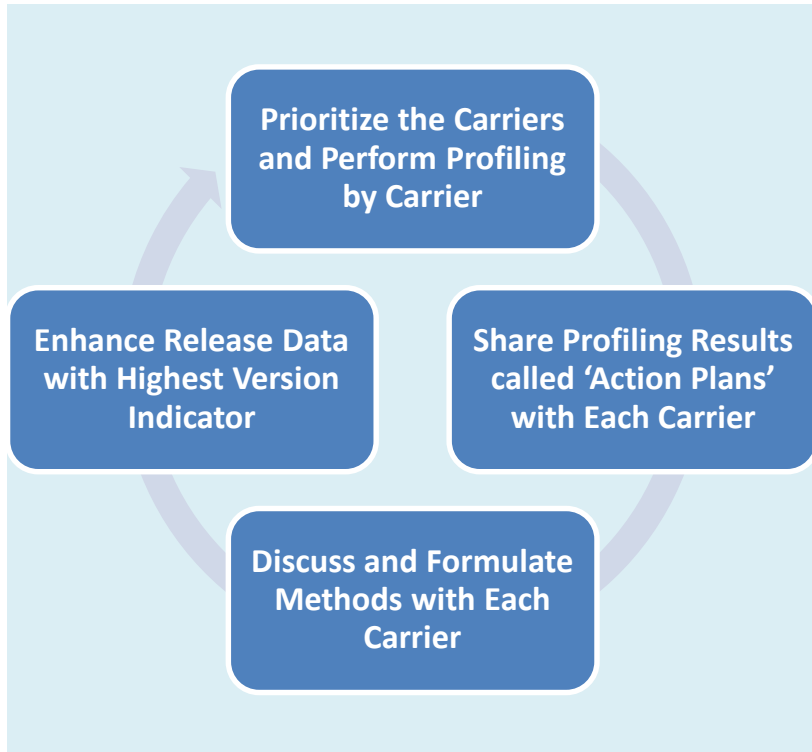 Prioritize the Carriers
and Perform Profiling
by Carrier
Share Profiling Results
called ‘Action Plans’
with Each Carrier
Discuss and Formulate
Methods with Each
Carrier
Enhance Release Data
with Highest Version
Indicator